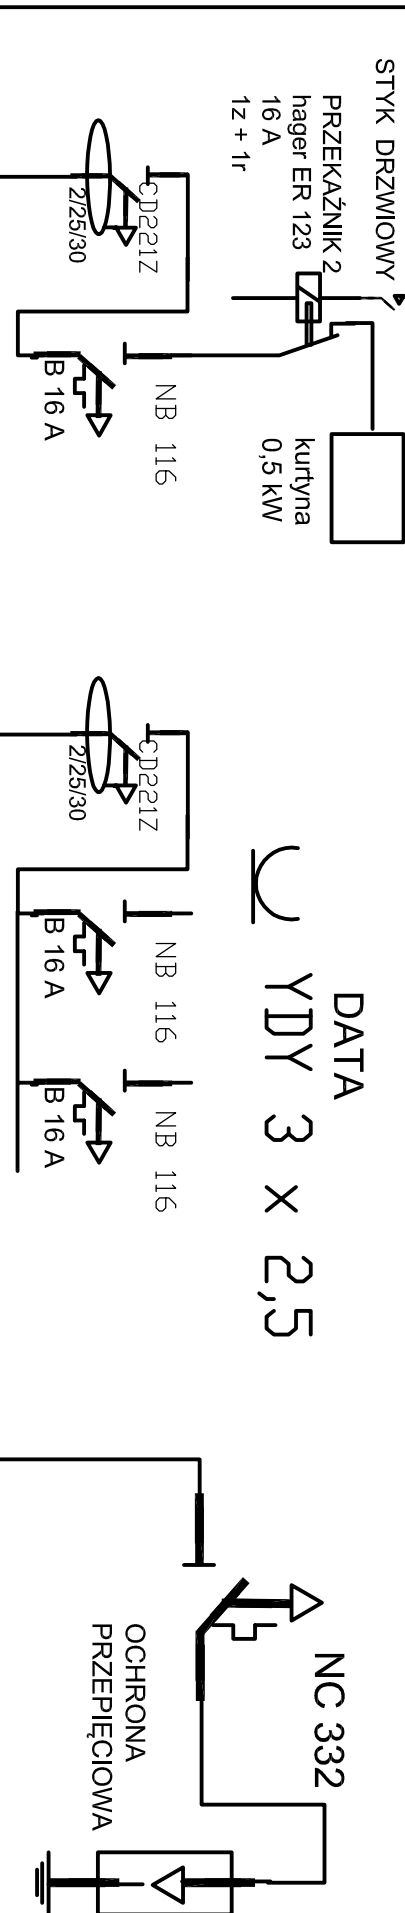 STYK DRZWIOWY
PRZEKAŹNIK 2
hager ER 123
16 A
1z + 1r
CD221Z
2/25/30
kurtyna
0,5 kW
NB 116
B 16 A
CD221Z
2/25/30
DATA
YDY 3 x 2,5
NB 116
B 16 A
NB 116
B 16 A
NC 332
OCHRONA
PRZEPIĘCIOWA